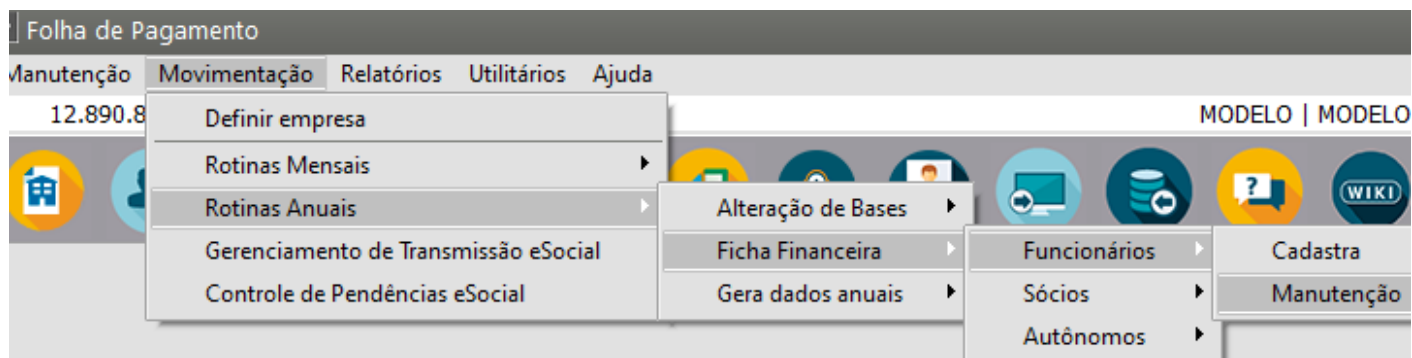 Folha de Pagamento
Manutenção Movimentação Relatórios Utilitários Ajuda
12.890.8 MODELO | MODELO
Definir empresa
Rotinas Mensais
WIKI
Rotinas Anuais Alteração de Bases
Gerenciamento de Transmissão eSocial Ficha Financeira Funcionários Cadastra
Controle de Pendências eSocial Gera dados anuais Sócios Manutenção
Autônomos